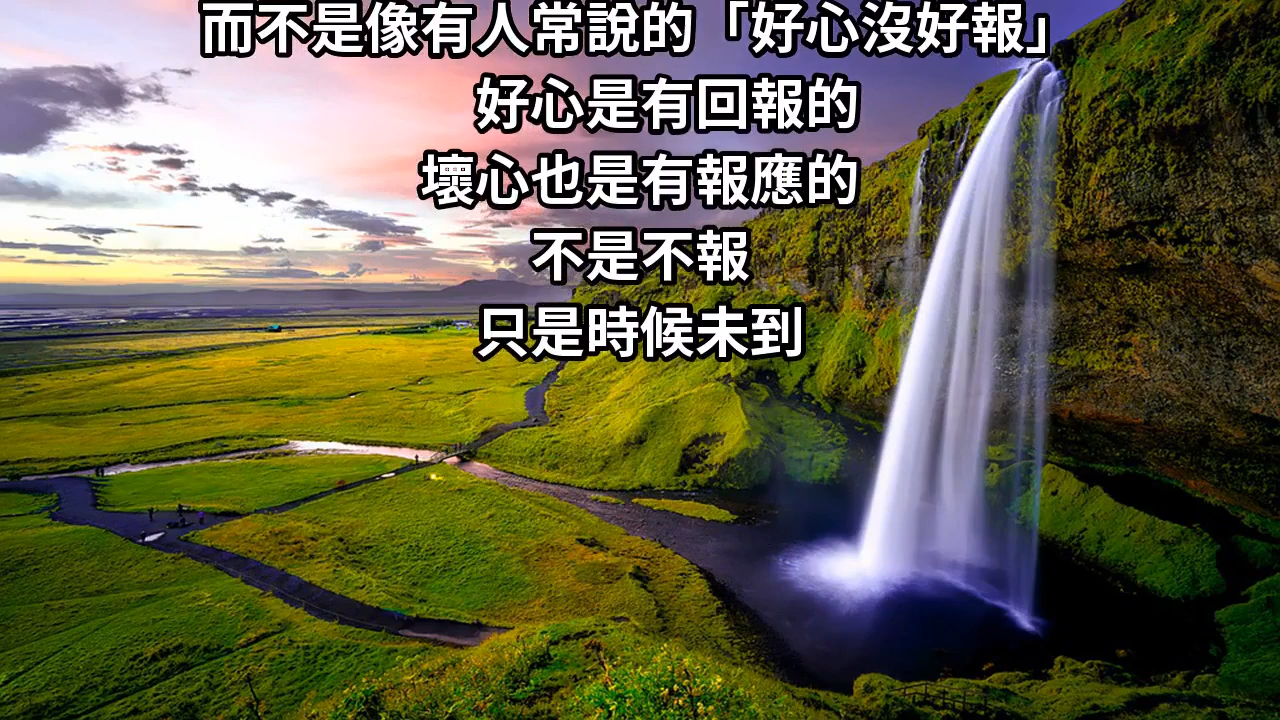 而不是像有人常說的「好心沒好報」
好心是有回報的
壞心也是有報應的
不是不報
只是時候未到